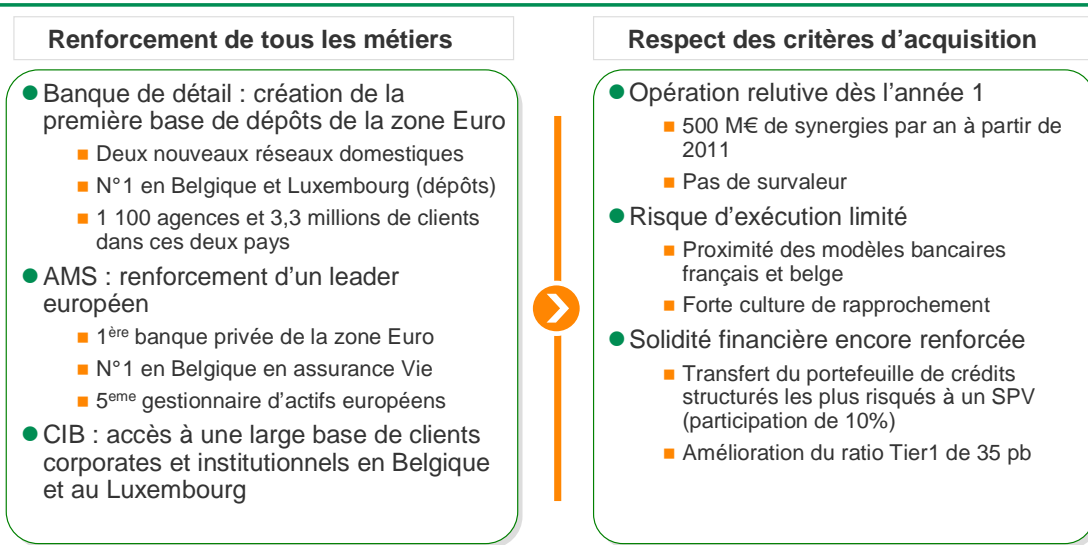 Renforcement de tous les métiers
● Banque de détail : création de la
première base de dépôts de la zone Euro
■ Deux nouveaux réseaux domestiques
■ N°1 en Belgique et Luxembourg (dépôts)
■ 1 100 agences et 3,3 millions de clients
dans ces deux pays
● AMS : renforcement d’un leader
européen
■ 1ère banque privée de la zone Euro
■ N°1 en Belgique en assurance Vie
■ 5eme gestionnaire d’actifs européens
● CIB : accès à une large base de clients
corporates et institutionnels en Belgique
et au Luxembourg
Respect des critères d’acquisition
● Opération relutive dès l’année 1
■ 500 M€ de synergies par an à partir de
2011
■ Pas de survaleur
● Risque d’exécution limité
■ Proximité des modèles bancaires
français et belge
■ Forte culture de rapprochement
● Solidité financière encore renforcée
■ Transfert du portefeuille de crédits
structurés les plus risqués à un SPV
(participation de 10%)
■ Amélioration du ratio Tier1 de 35 pb